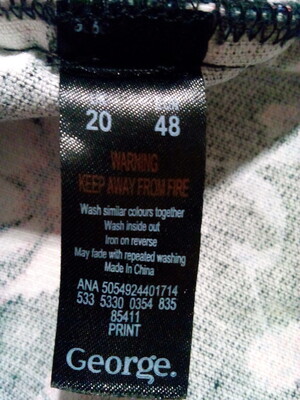 20 48
WARNING
KEEP AWAY FROM FIRE
Wash similar colours together
Wash inside out
Iron on reverse
May fade with repeated washing
Made In China
ANA 5054924401714
533 5330 0354 835
85411
PRINT
George.